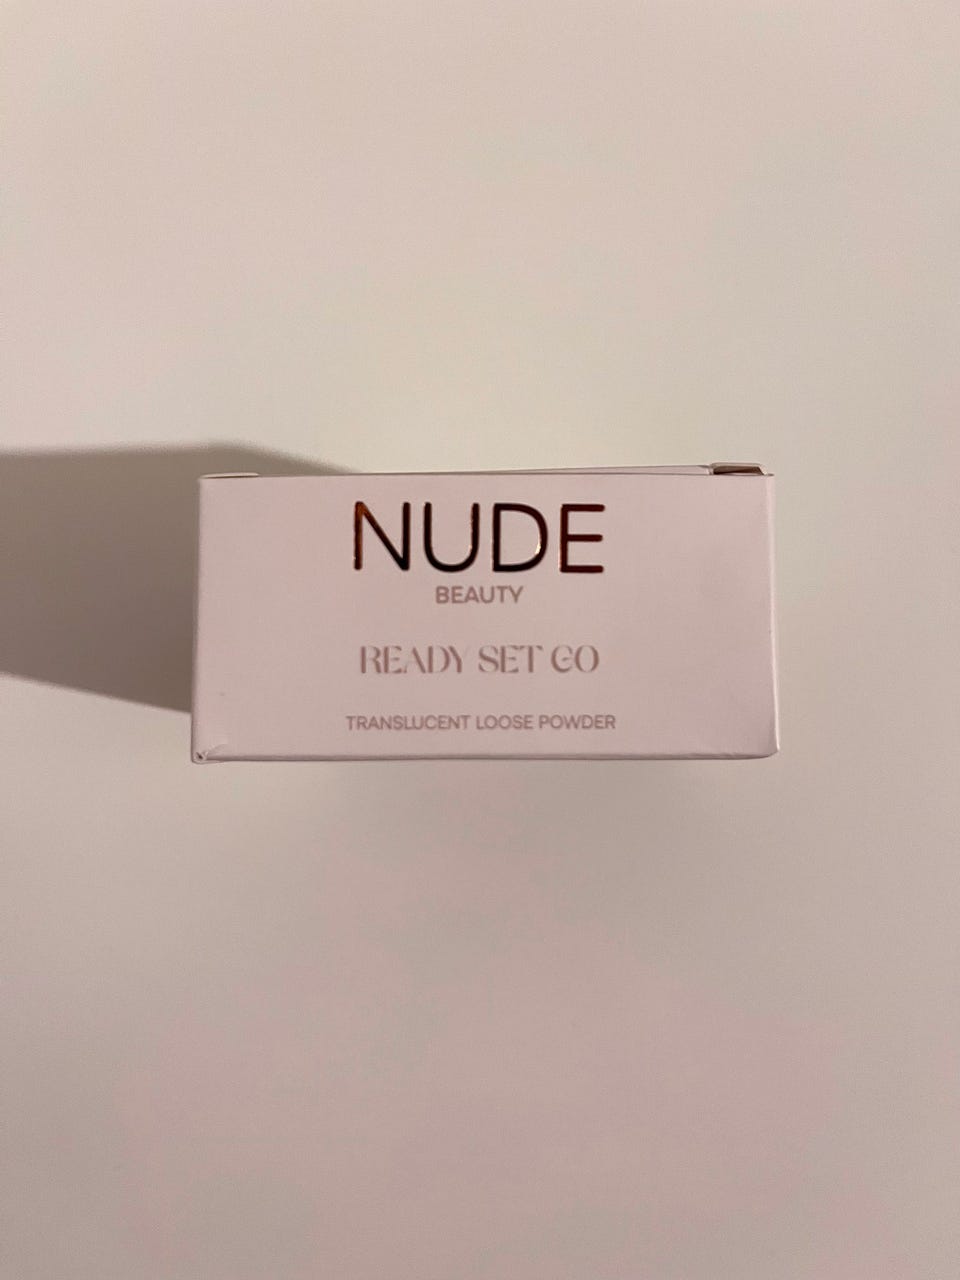 NUDE
BEAUTY
READY SET GO
TRANSLUCENT LOOSE POWDER